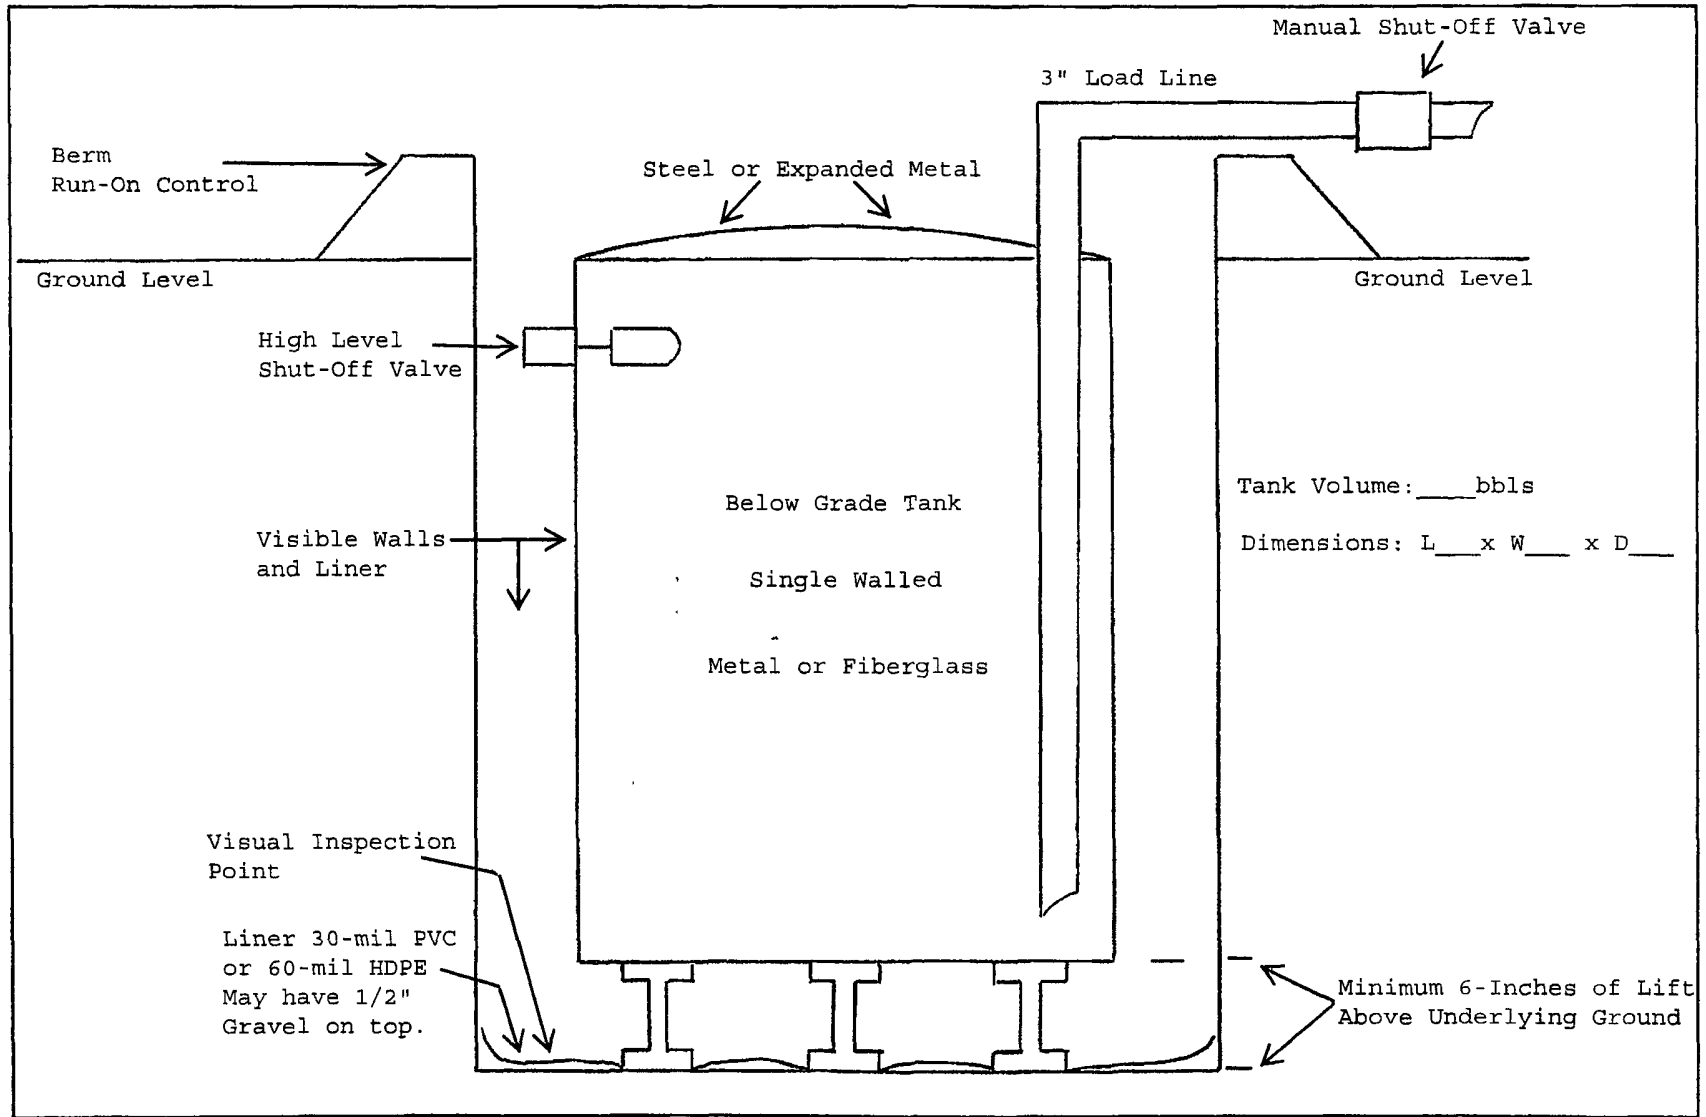 Manual Shut-Off Valve
3" Load Line
Berm
Run-On Control
Steel or Expanded Metal
Ground Level
Ground Level
High Level
Shut-Off Valve
Tank Volume:____bbls
Below Grade Tank
Visible Walls
and Liner
Dimensions: L___x W___ x D___
Single Walled
Metal or Fiberglass
Visual Inspection
Point
Liner 30-mil PVC
or 60-mil HDPE
May have 1/2"
Gravel on top.
Minimum 6-Inches of Lift
Above Underlying Ground